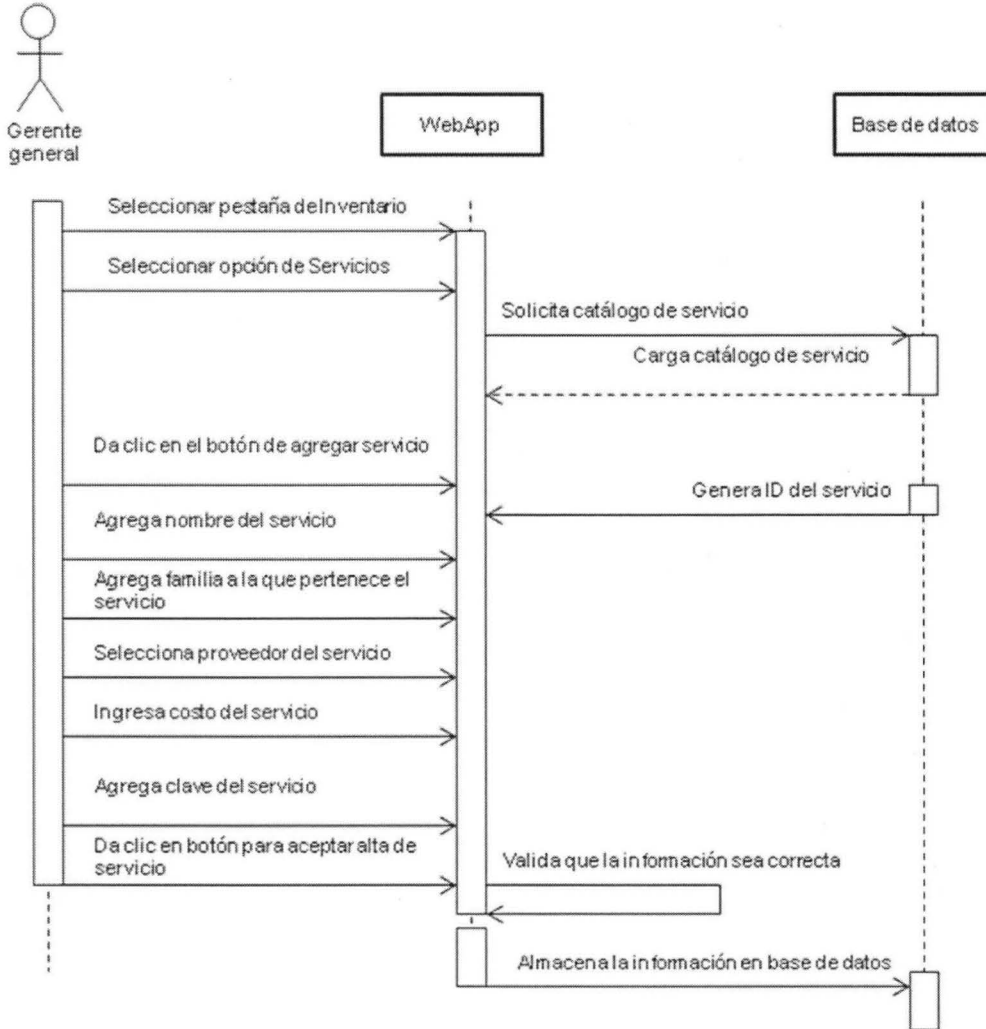 Gerente
general
WebApp
Base de datos
Seleccionar pestaña de Inventario
Seleccionar opción de Servicios
Solicita catálogo de servicio
Carga catálogo de servicio
Da clic en el botón de agregar servicio
Genera ID del servicio
Agrega nombre del servicio
Agrega familia a la que pertenece el
servicio
Selecciona proveedor del servicio
Ingresa costo del servicio
Agrega clave del servicio
Da clic en botón para aceptar alta de
servicio
Valida que la información sea correcta
Almacena la información en base de datos